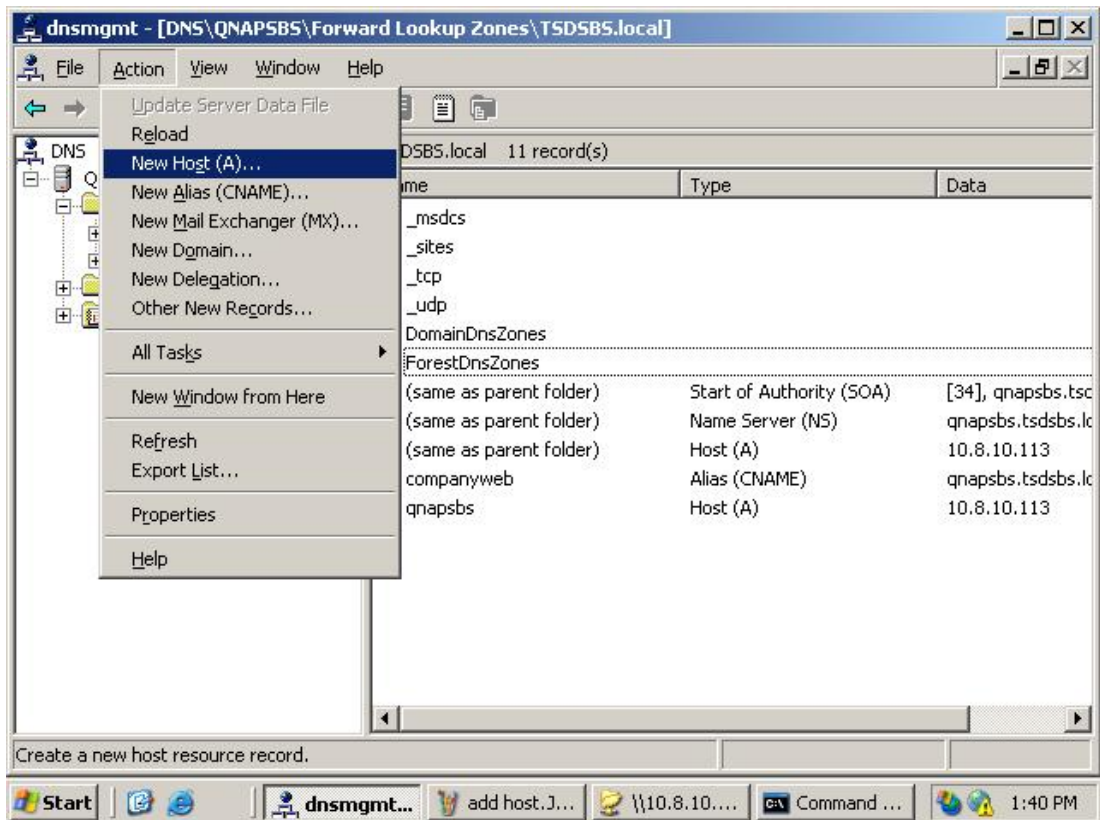 dnsmgmt - [DNS\QNAPSBS\Forward Lookup Zones\TSDSBS.local]
File Action View Window Help
Update Server Data File
Reload
New Host (A)...
New Alias (CNAME)...
New Mail Exchanger (MX)...
New Domain...
New Delegation...
Other New Records...
All Tasks
New Window from Here
Refresh
Export List...
Properties
Help
DNS
Q
DSBS.local 11 record(s)
me Type Data
_msdcs
_sites
_tcp
_udp
DomainDnsZones
ForestDnsZones
(same as parent folder) Start of Authority (SOA) [34], qnapsbs.tsd
(same as parent folder) Name Server (NS) qnapsbs.tsdsbs.lo
(same as parent folder) Host (A) 10.8.10.113
companyweb Alias (CNAME) qnapsbs.tsdsbs.lo
qnapsbs Host (A) 10.8.10.113
Create a new host resource record.
Start dnsmgmt... add host.J... \\10.8.10.... Command ... 1:40 PM